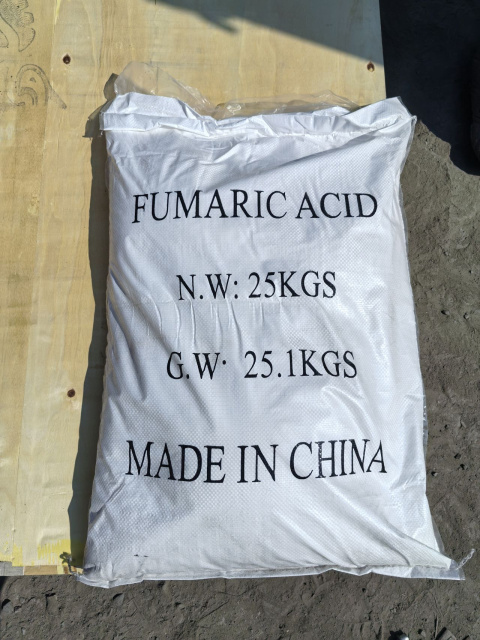 FUMARIC ACID
N.W: 25KGS
G.W· 25.1KGS
MADE IN CHINA